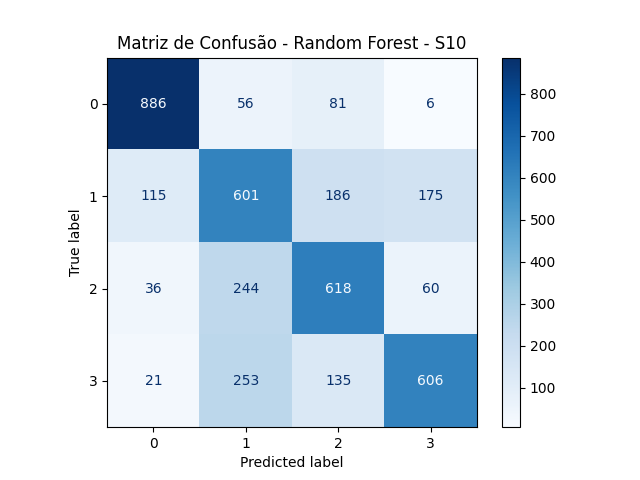 Matriz de Confusão - Random Forest - S10
0 886 56 81 6
1 115 601 186 175
2 36 244 618 60
3 21 253 135 606
0 1 2 3
Predicted label
True label
800
700
600
500
400
300
200
100